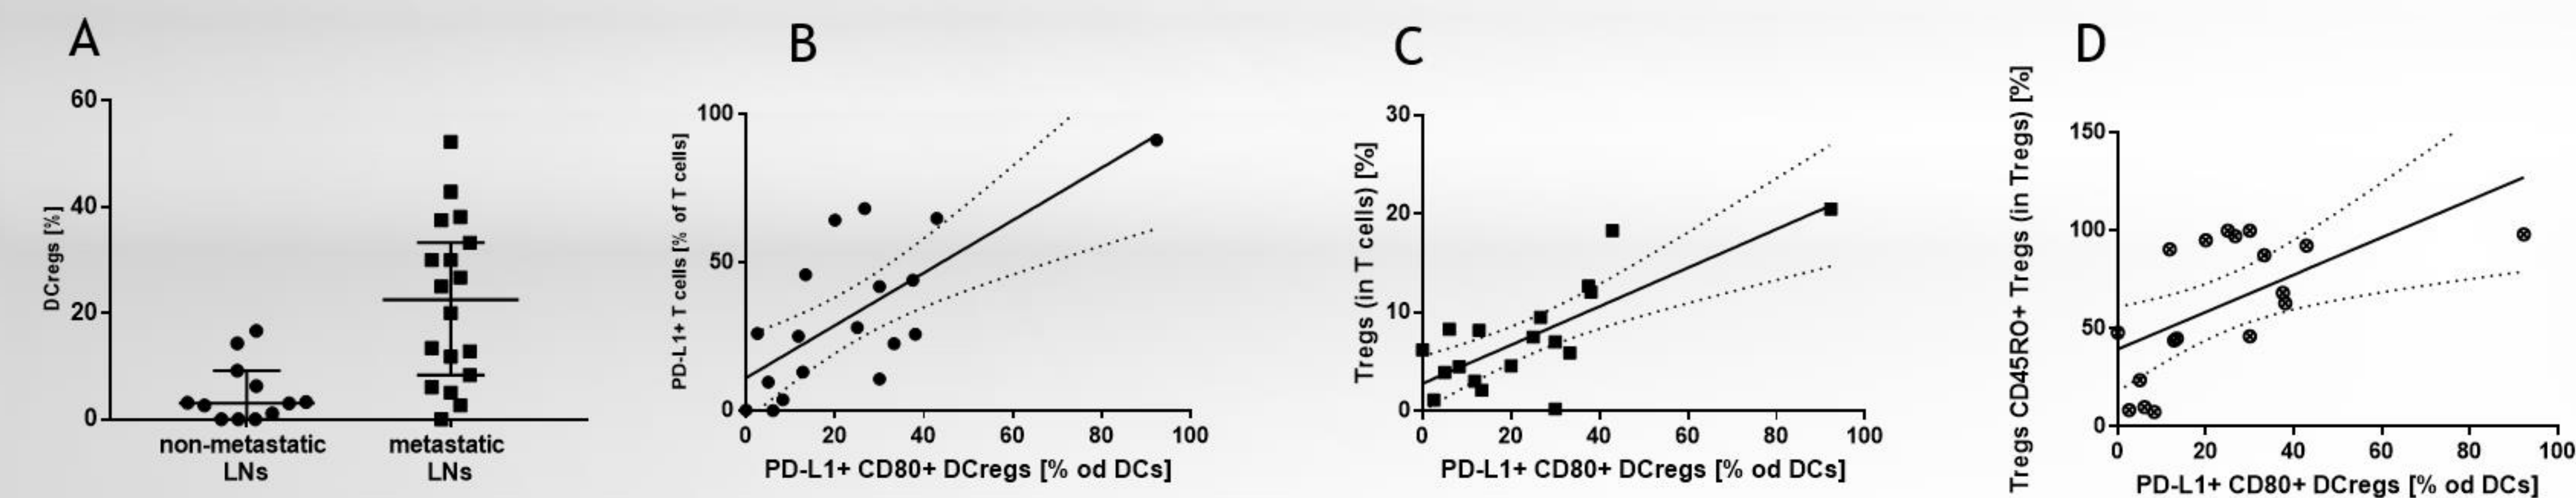 A
B
C
D
DCregs [%]
60
40
20
0
non-metastatic
LNs
metastatic
LNs
PD-L1+ T cells [% of T cells]
100
50
0
0 20 40 60 80 100
PD-L1+ CD80+ DCregs [% od DCs]
Tregs (in T cells) [%]
30
20
10
0
0 20 40 60 80 100
PD-L1+ CD80+ DCregs [% od DCs]
Tregs CD45RO+ Tregs (in Tregs) [%]
150
100
50
0
0 20 40 60 80 100
PD-L1+ CD80+ DCregs [% od DCs]